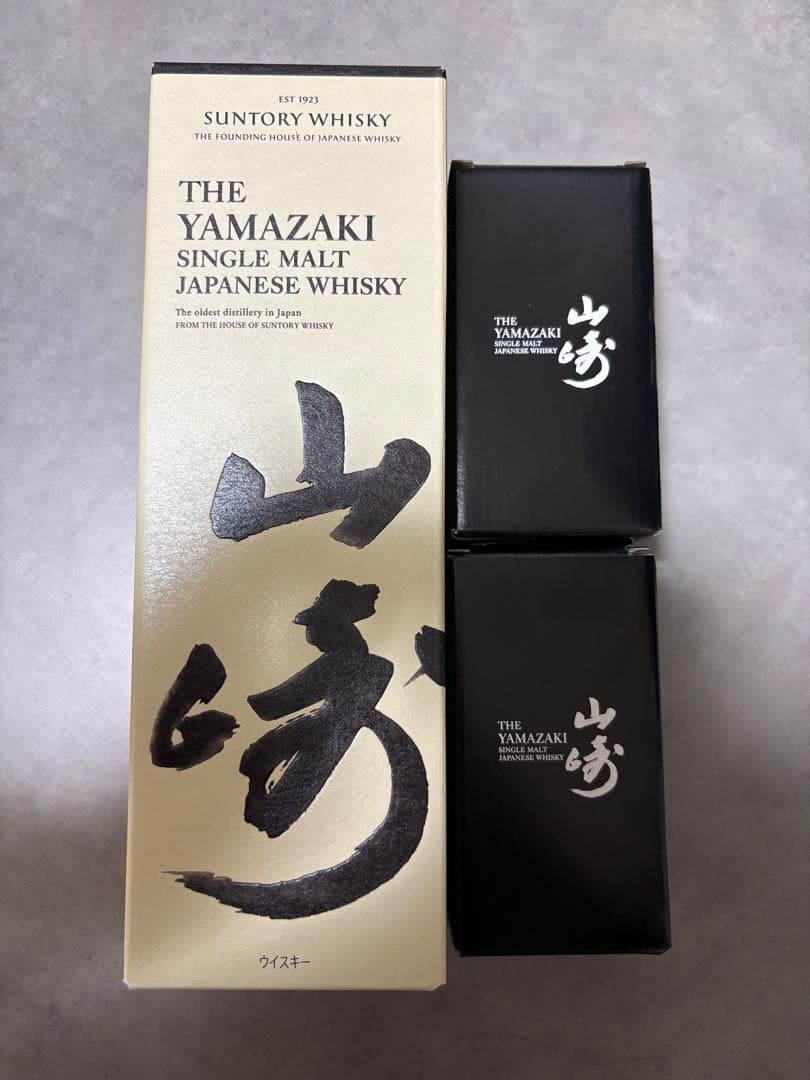 EST 1923
SUNTORY WHISKY
THE FOUNDING HOUSE OF JAPANESE WHISKY
THE
YAMAZAKI
SINGLE MALT
JAPANESE WHISKY
The oldest distillery in Japan
FROM THE HOUSE OF SUNTORY WHISKY
山崎
ウイスキー
THE
YAMAZAKI
SINGLE MALT
JAPANESE WHISKY
山崎
THE
YAMAZAKI
SINGLE MALT
JAPANESE WHISKY
山崎